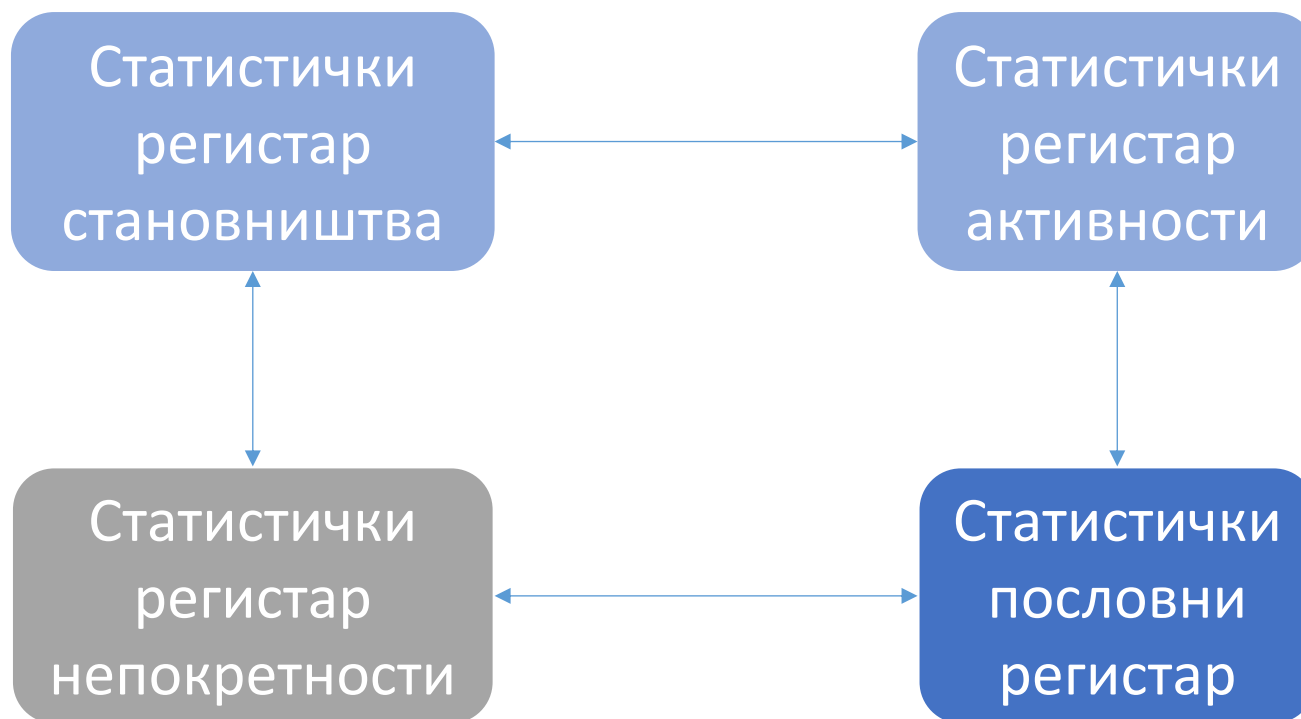 Статистички
регистар
становништва
Статистички
регистар
активности
Статистички
регистар
непокретности
Статистички
пословни
регистар